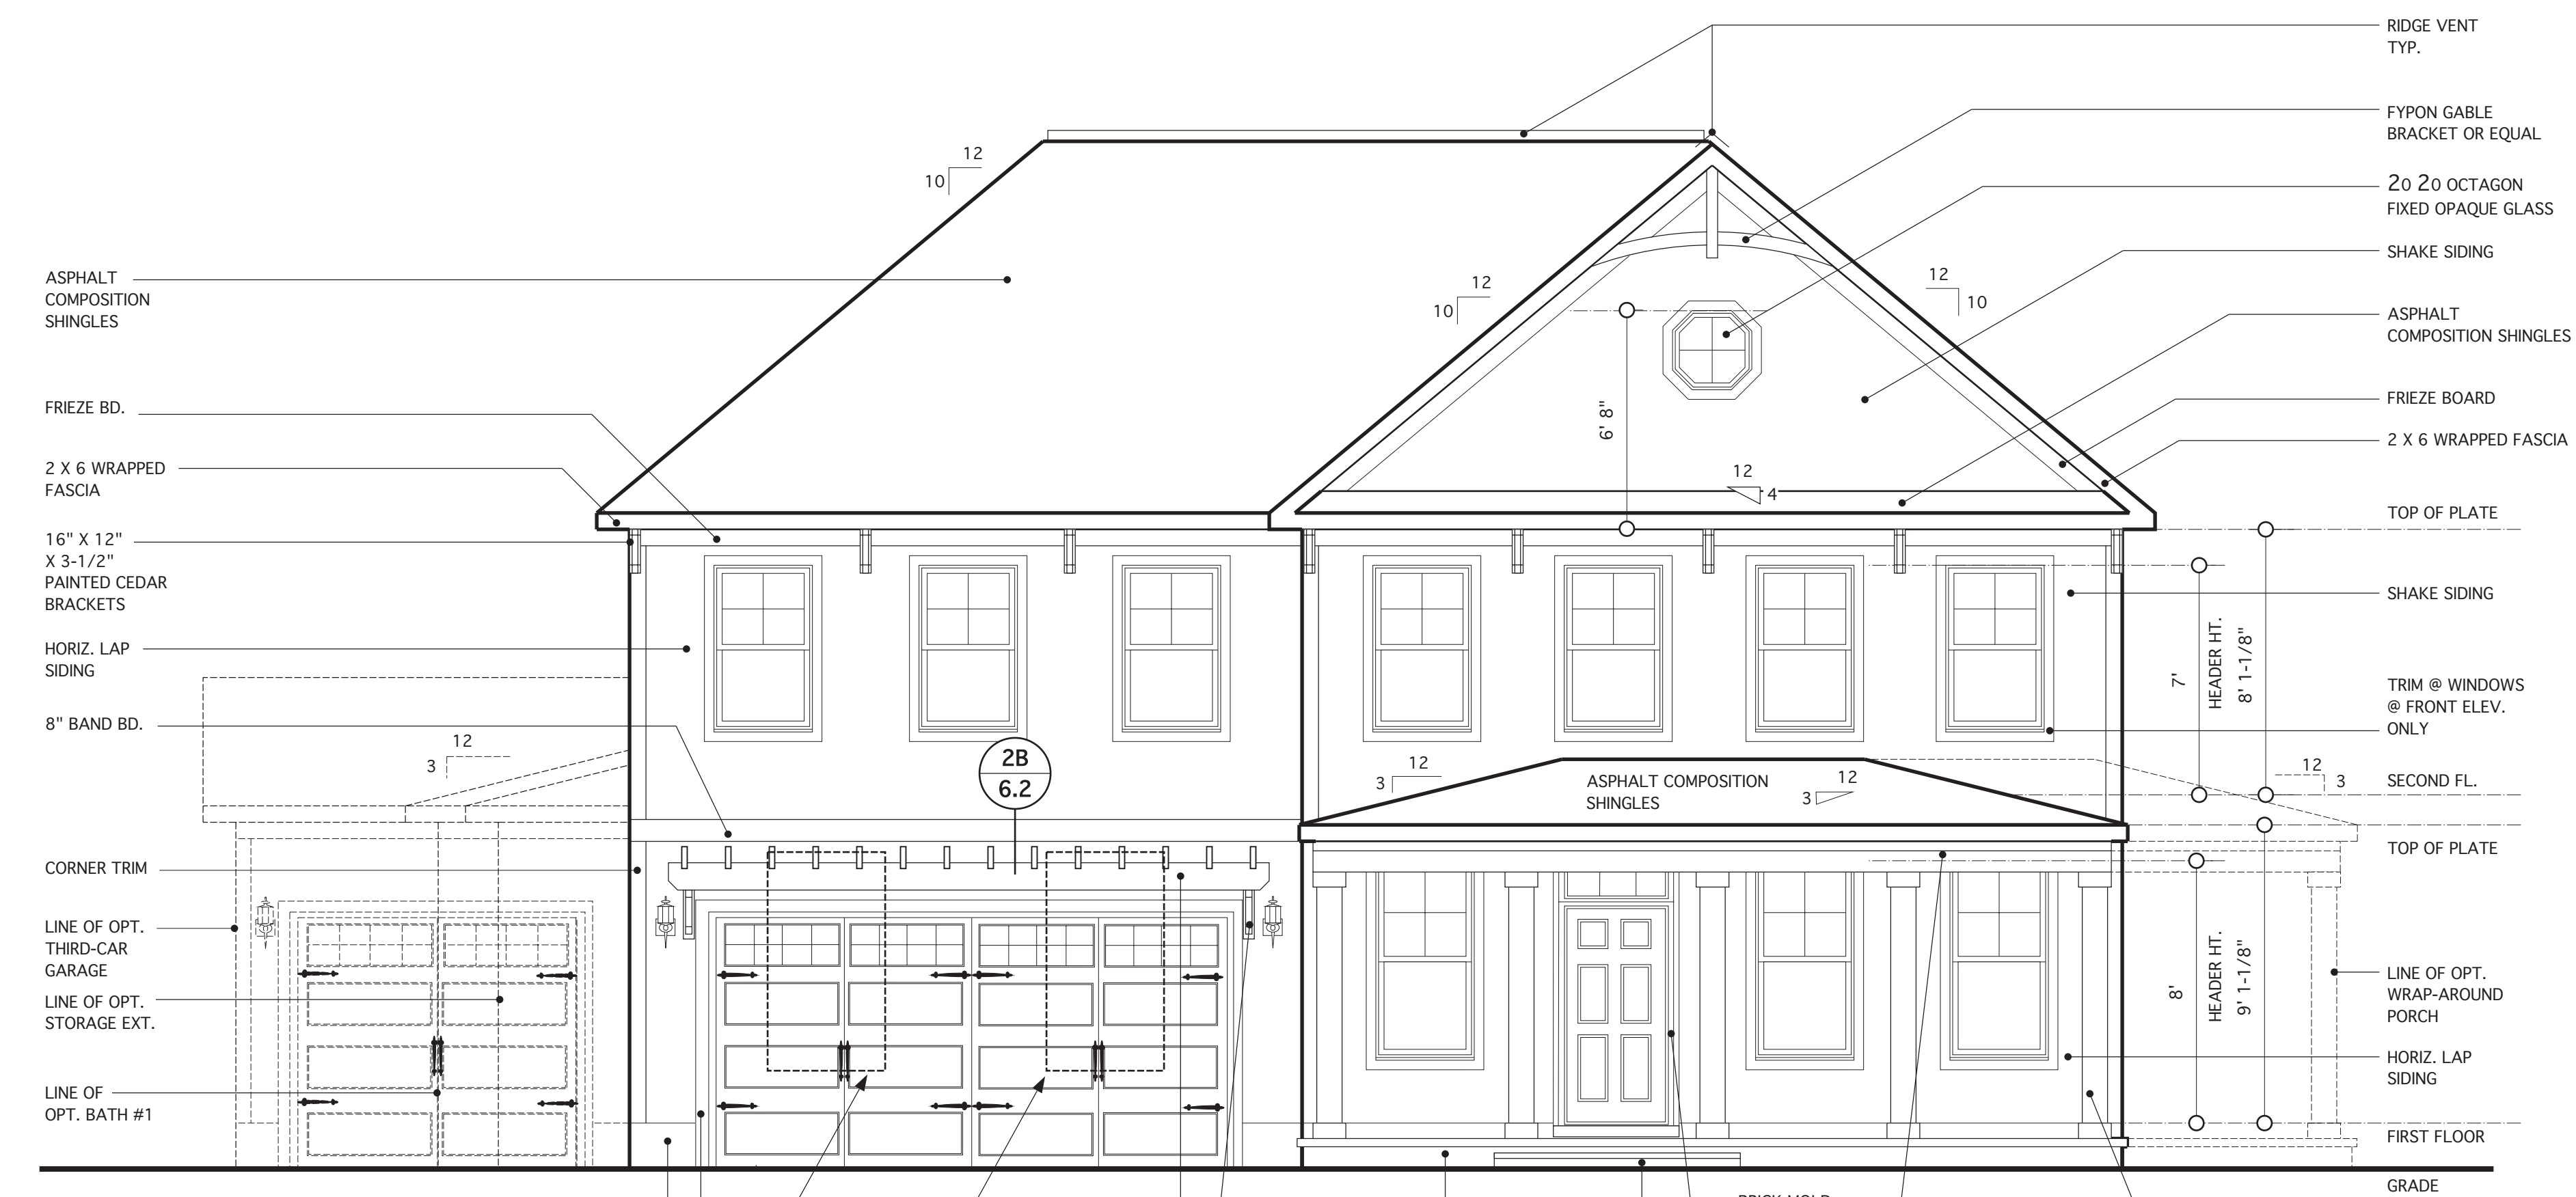 RIDGE VENT
TYP.
FYPON GABLE
BRACKET OR EQUAL
20 20 OCTAGON
FIXED OPAQUE GLASS
SHAKE SIDING
ASPHALT
COMPOSITION SHINGLES
FRIEZE BOARD
2 X 6 WRAPPED FASCIA
TOP OF PLATE
SHAKE SIDING
TRIM @ WINDOWS
@ FRONT ELEV.
ONLY
SECOND FL.
TOP OF PLATE
LINE OF OPT.
WRAP-AROUND
PORCH
HORIZ. LAP
SIDING
FIRST FLOOR
GRADE
ASPHALT
COMPOSITION
SHINGLES
FRIEZE BD.
2 X 6 WRAPPED
FASCIA
16" X 12"
X 3-1/2"
PAINTED CEDAR
BRACKETS
HORIZ. LAP
SIDING
8" BAND BD.
CORNER TRIM
LINE OF OPT.
THIRD-CAR
GARAGE
LINE OF OPT.
STORAGE EXT.
LINE OF
OPT. BATH #1
12
10
12
10
12
10
6' 8"
12
4
12
3
2B
6.2
12
3
ASPHALT COMPOSITION
SHINGLES
12
3
12
3
7'
HEADER HT.
8' 1-1/8"
8'
HEADER HT.
9' 1-1/8"
BRICK MOLD